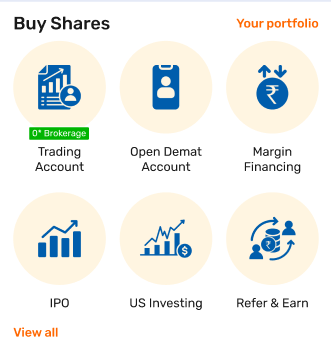 Buy Shares
Your portfolio
0* Brokerage
Trading
Account
Open Demat
Account
Margin
Financing
IPO
US Investing
Refer & Earn
View all